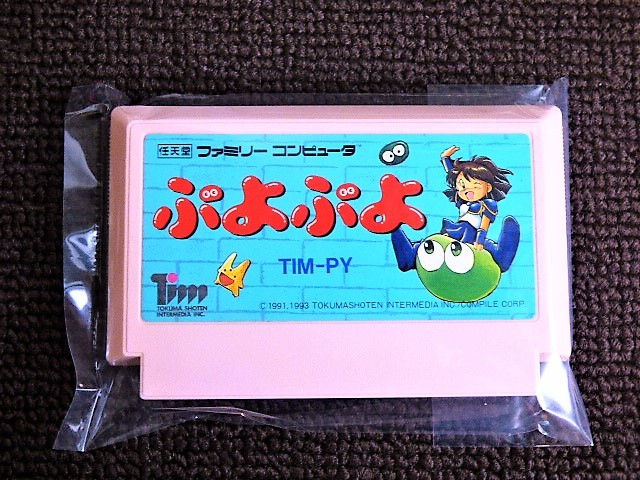 任天堂 ファミリー コンピュータ
ぷよぷよ
TIM-PY
Tim
TOKUMA SHOTEN
INTERMEDIA INC.
© 1991,1993 TOKUMASHOTEN INTERMEDIA INC./COMPILE CORP